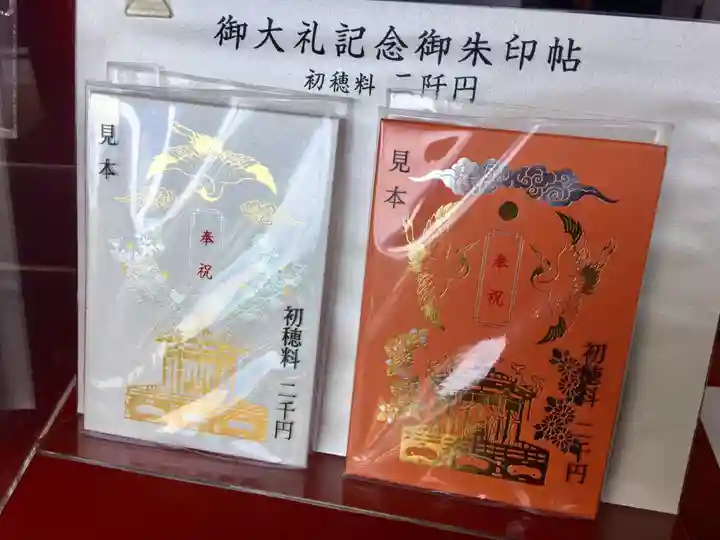 御大礼記念御朱印帖
初穂料 二阡円
見本
奉祝
初穂料 二千円
見本
奉祝
初穂料 二千円